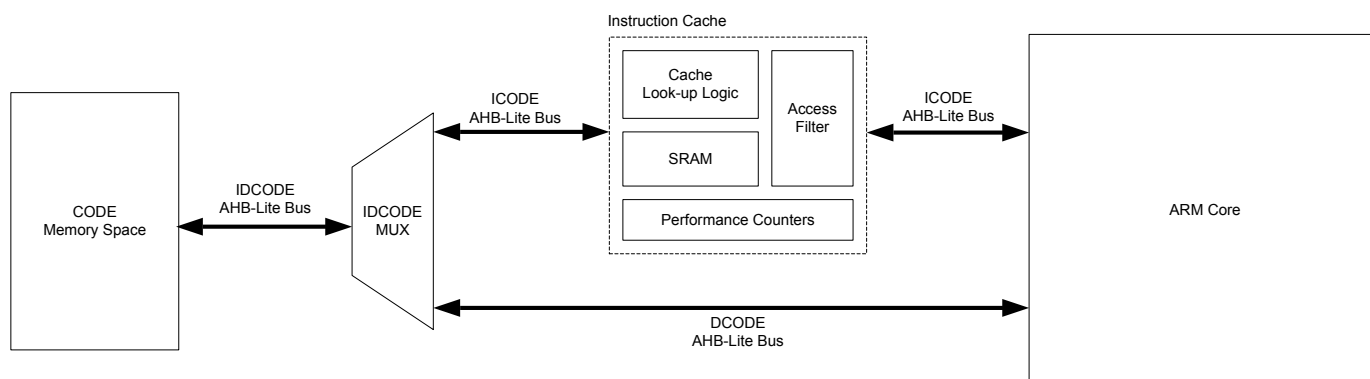 Instruction Cache
Cache
Look-up Logic
Access
Filter
SRAM
Performance Counters
ICODE
AHB-Lite Bus
ICODE
AHB-Lite Bus
IDCODE
AHB-Lite Bus
CODE
Memory Space
IDCODE
MUX
ARM Core
DCODE
AHB-Lite Bus